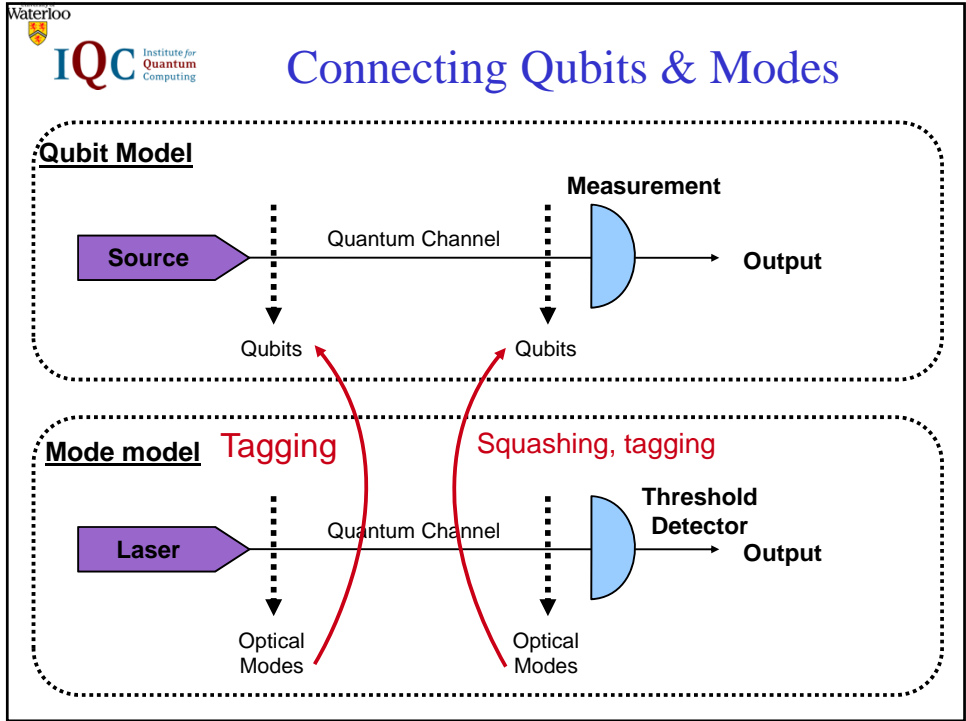 Waterloo
IQC Institute for
Quantum
Computing
Connecting Qubits & Modes
Qubit Model
Measurement
Source
Quantum Channel
Output
Qubits
Qubits
Mode model
Tagging
Squashing, tagging
Threshold
Detector
Laser
Quantum Channel
Output
Optical
Modes
Optical
Modes